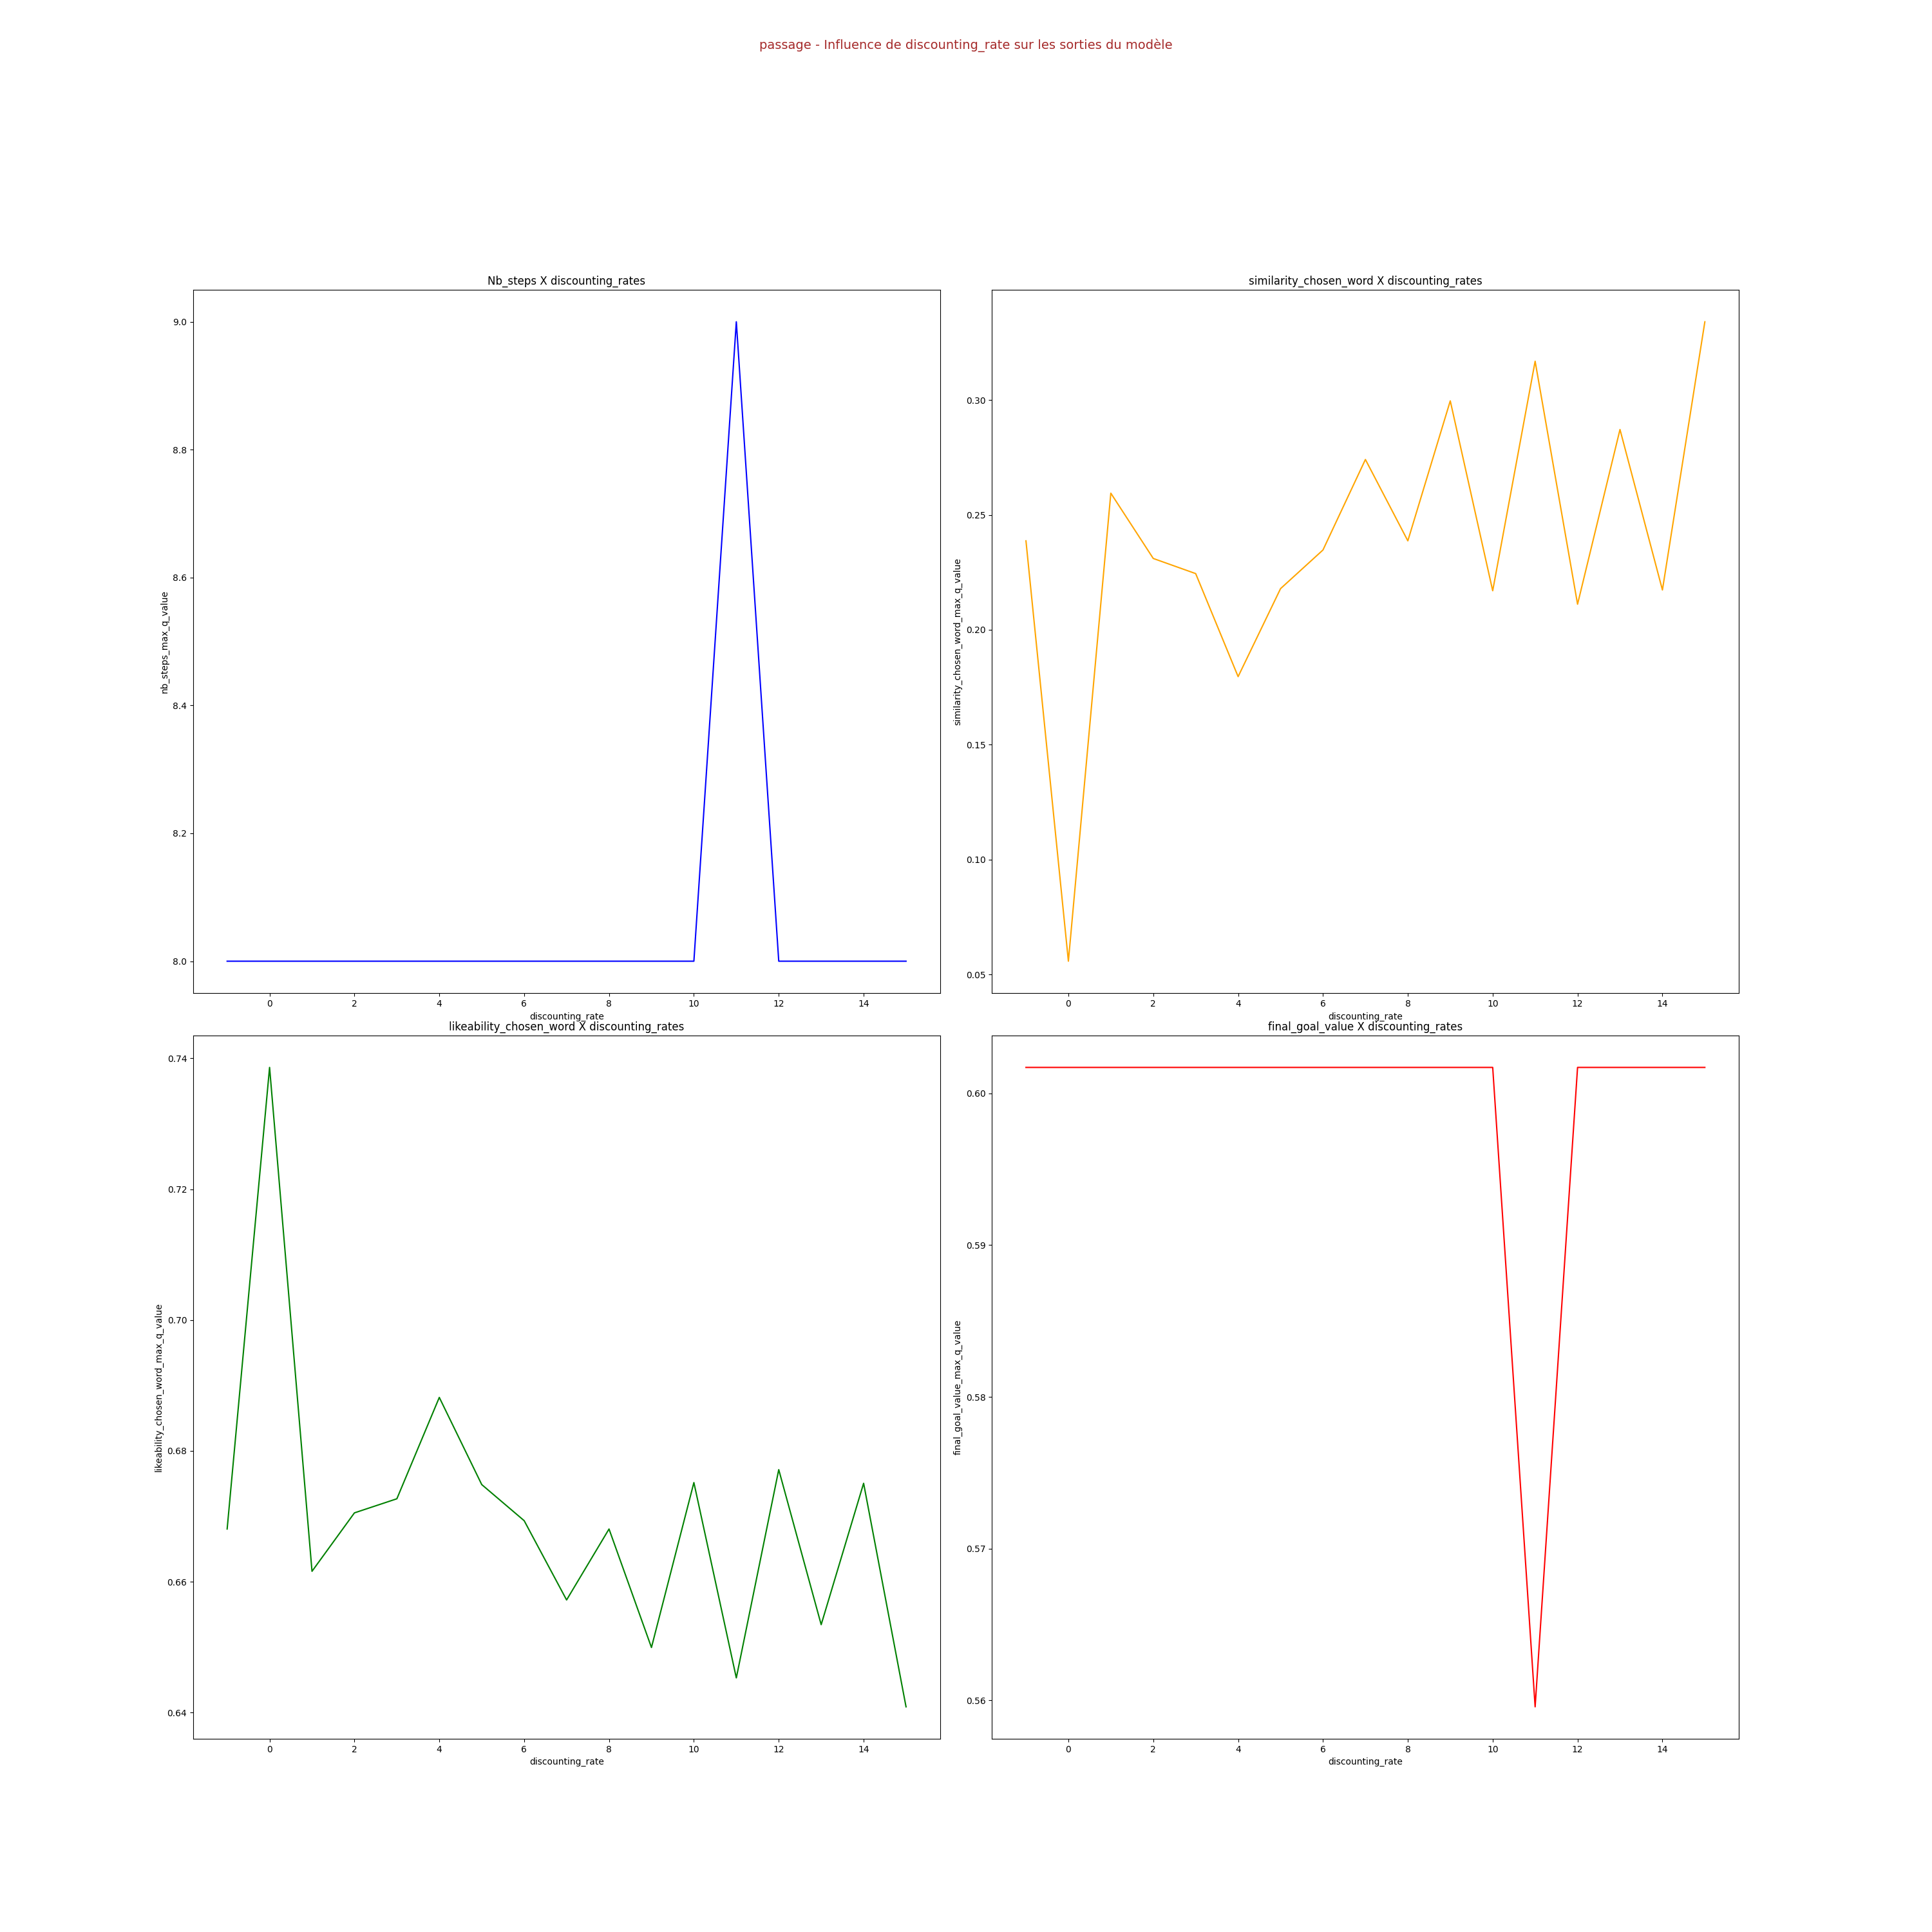 passage - Influence de discounting_rate sur les sorties du modèle
Nb_steps X discounting_rates
nb_steps_max_q_value
9.0
8.8
8.6
8.4
8.2
8.0
0 2 4 6 8 10 12 14
discounting_rate
similarity_chosen_word X discounting_rates
similarity_chosen_word_max_q_value
0.30
0.25
0.20
0.15
0.10
0.05
0 2 4 6 8 10 12 14
discounting_rate
likeability_chosen_word X discounting_rates
likeability_chosen_word_max_q_value
0.74
0.72
0.70
0.68
0.66
0.64
0 2 4 6 8 10 12 14
discounting_rate
final_goal_value X discounting_rates
final_goal_value_max_q_value
0.60
0.59
0.58
0.57
0.56
0 2 4 6 8 10 12 14
discounting_rate